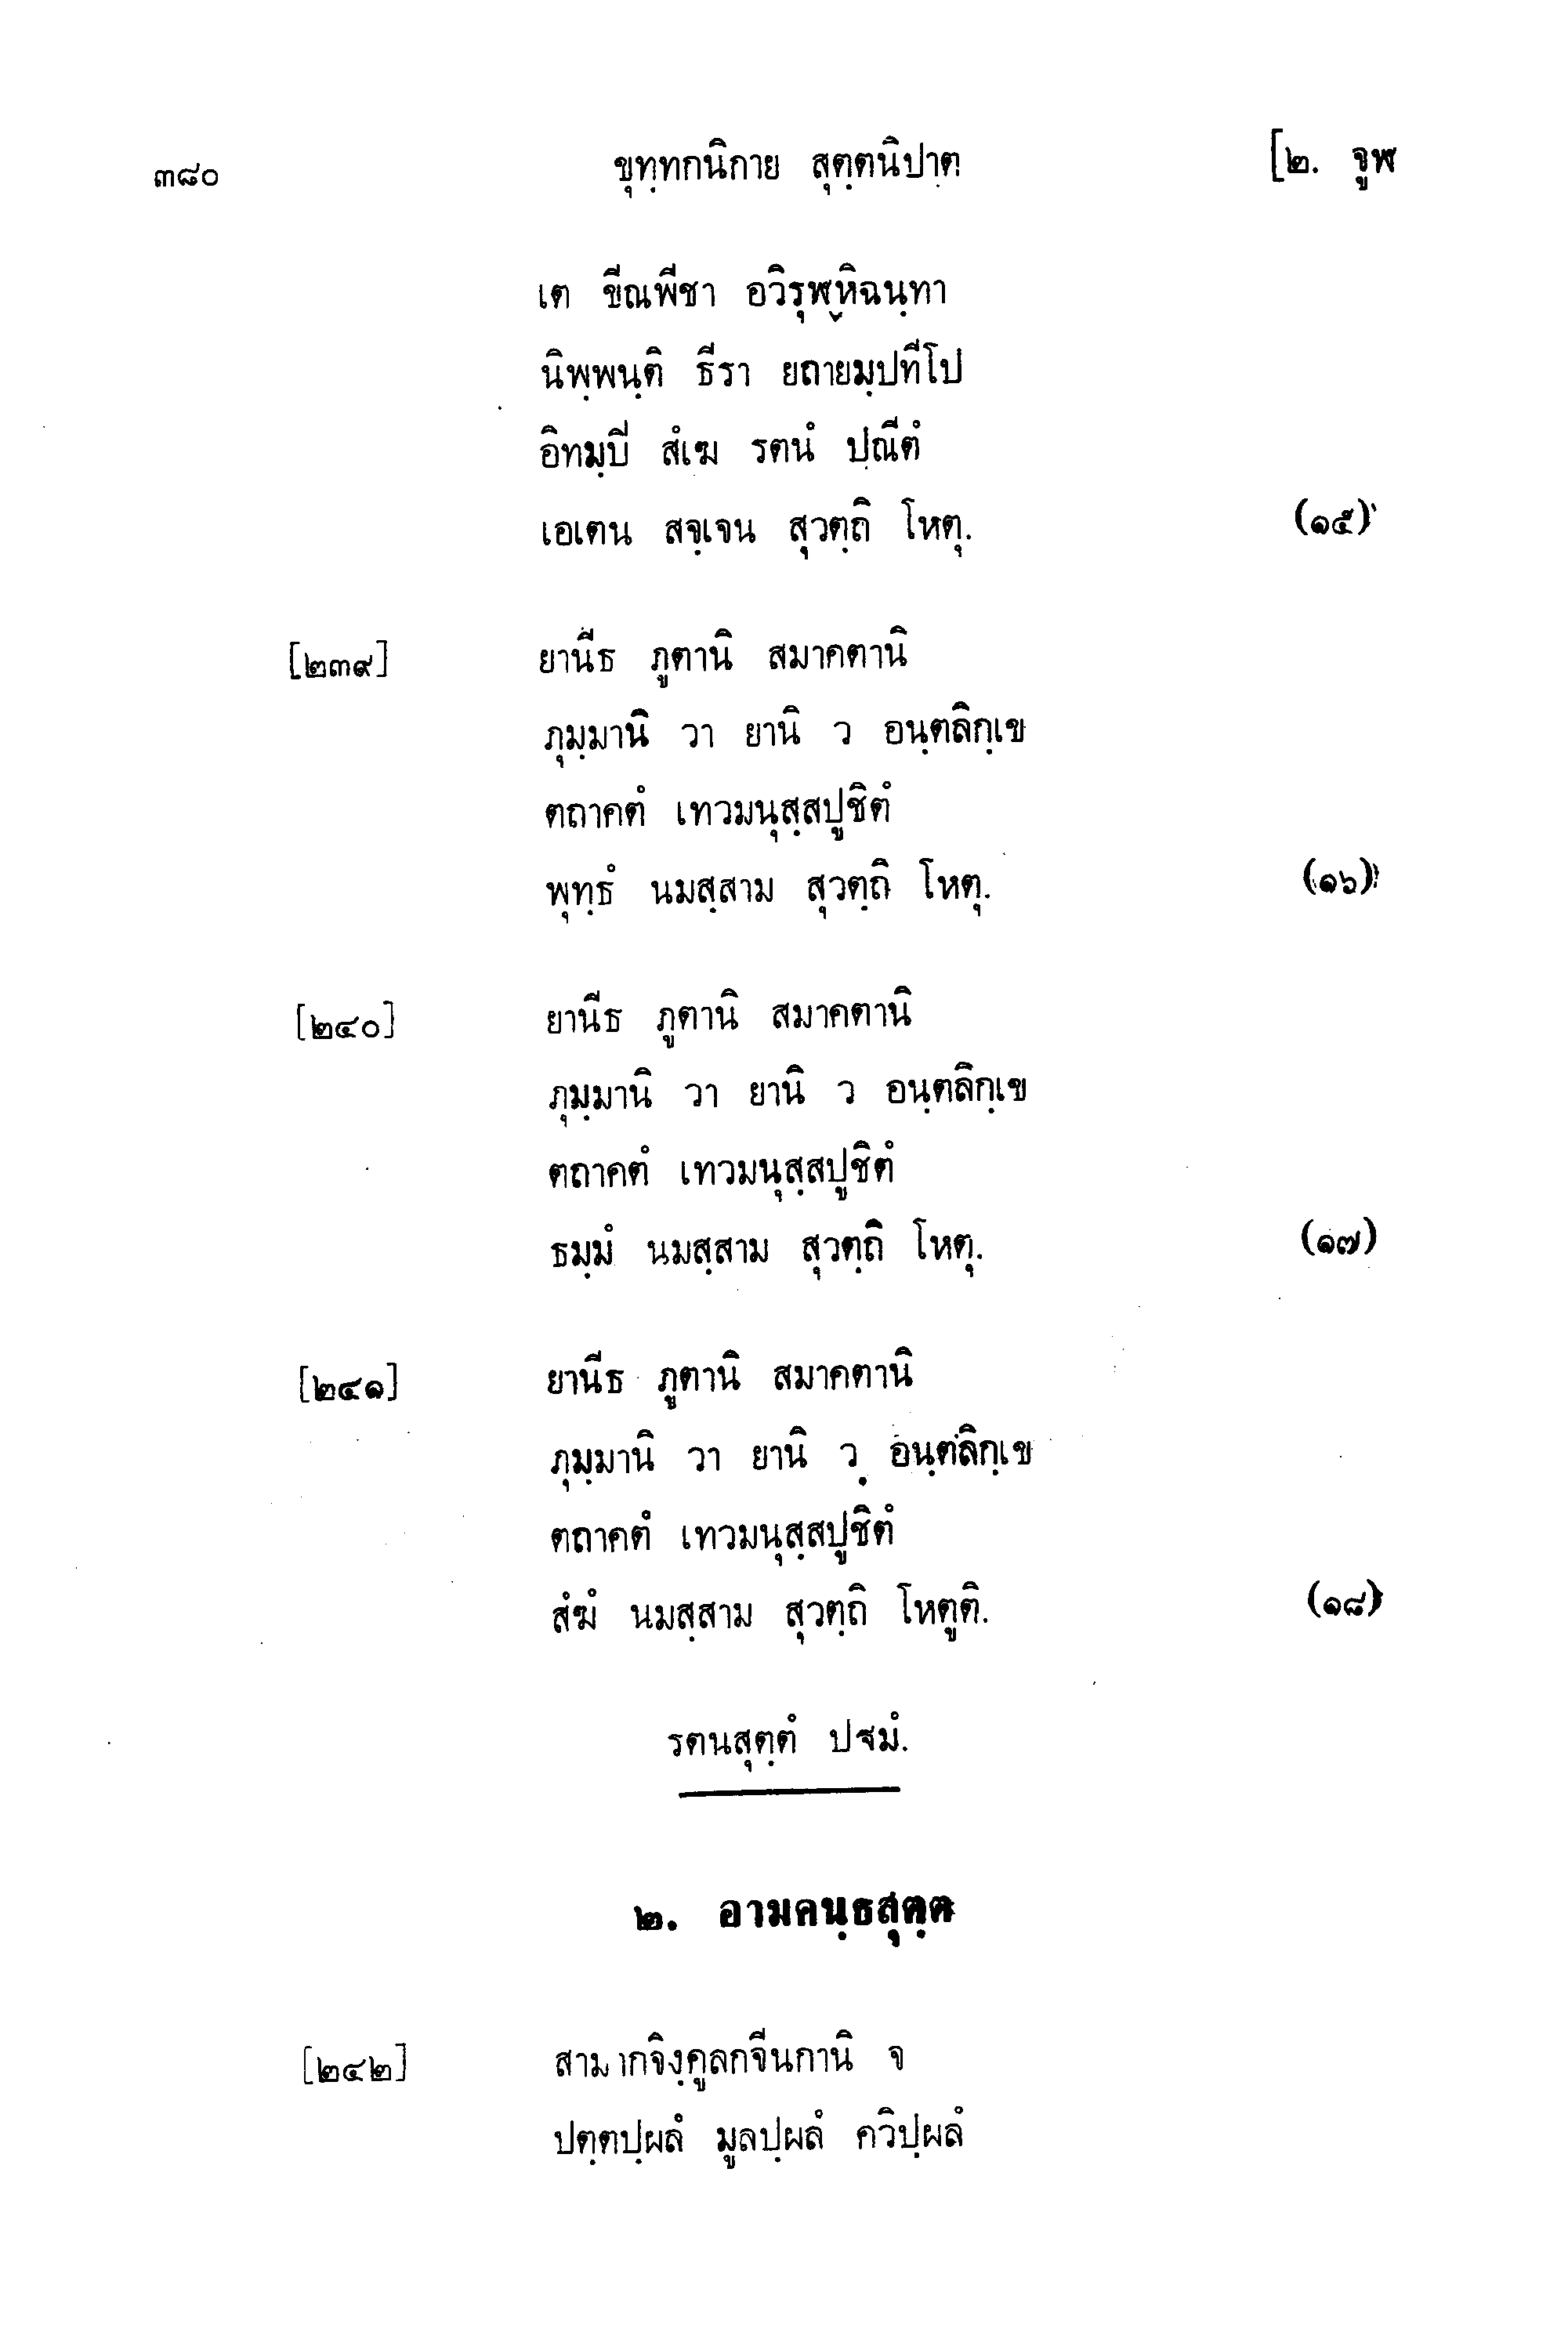 ๓๘๐ ขุทฺทกนิกาย สุตฺตนิปาต [๒. จูฬ
เต ขีณพีชา อวิรุฬฺหิฉนฺทา
นิพฺพนฺติ ธีรา ยถายมฺปทีโป
อิทมฺปิ สํเฆ รตนํ ปณีตํ
เอเตน สจฺเจน สุวตฺถิ โหตุ. (๑๕)
[๒๓๙] ยานีธ ภูตานิ สมาคตานิ
ภุมฺมานิ วา ยานิ ว อนฺตลิกฺเข
ตถาคตํ เทวมนุสฺสปูชิตํ
พุทฺธํ นมสฺสาม สุวตฺถิ โหตุ. (๑๖)
[๒๔๐] ยานีธ ภูตานิ สมาคตานิ
ภุมฺมานิ วา ยานิ ว อนฺตลิกฺเข
ตถาคตํ เทวมนุสฺสปูชิตํ
ธมฺมํ นมสฺสาม สุวตฺถิ โหตุ. (๑๗)
[๒๔๑] ยานีธ ภูตานิ สมาคตานิ
ภุมฺมานิ วา ยานิ ว อนฺตลิกฺเข
ตถาคตํ เทวมนุสฺสปูชิตํ
สํฆํ นมสฺสาม สุวตฺถิ โหตูติ. (๑๘)
รตนสุตฺตํ ปฐมํ.
๒. อามคนฺธสุตฺต
[๒๔๒] สามากจิงฺคูลกจีนกานิ จ
ปตฺตปฺผลํ มูลปฺผลํ ควิปฺผลํ